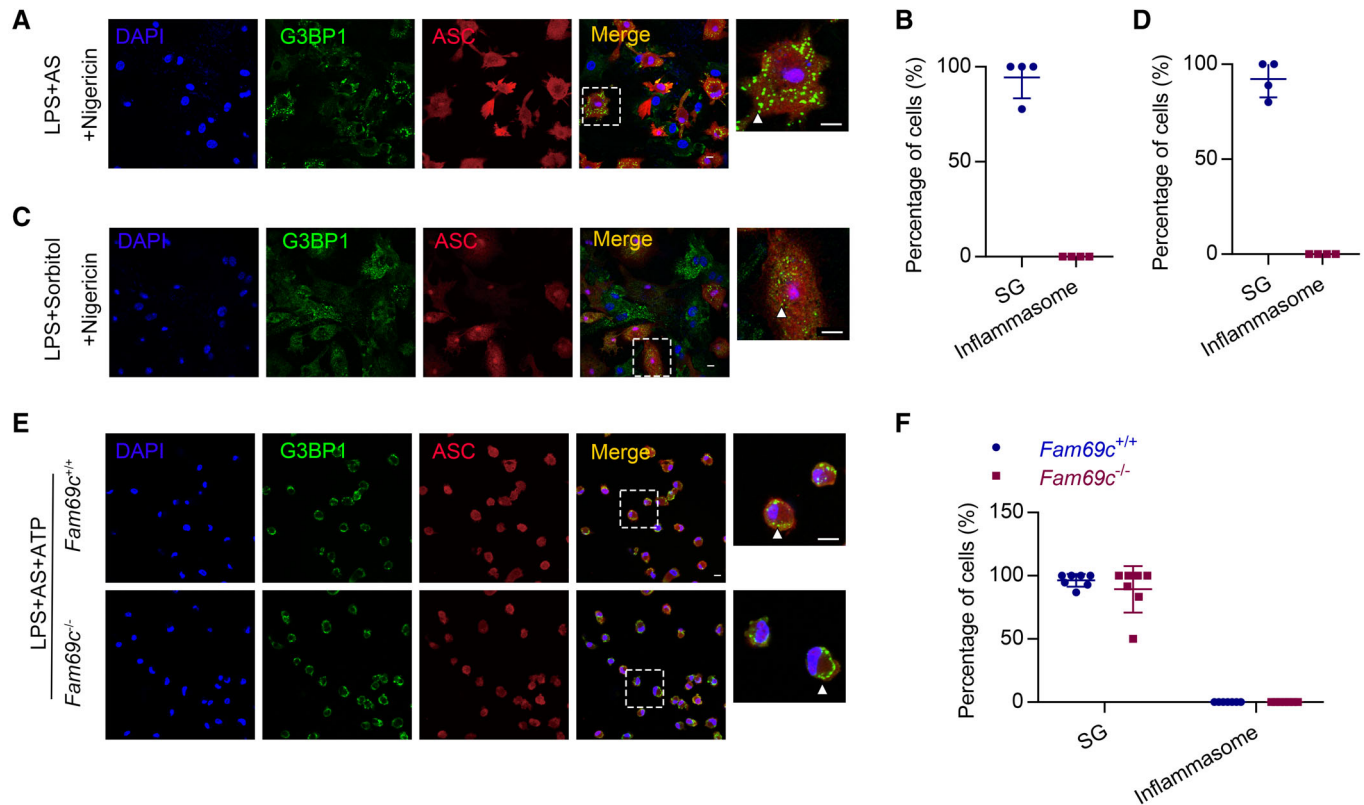 A
LPS+AS
+Nigericin
DAPI
G3BP1
ASC
Merge
B
Percentage of cells (%)
100
50
0
SG
Inflammasome
D
Percentage of cells (%)
100
50
0
SG
Inflammasome
C
LPS+Sorbitol
+Nigericin
DAPI
G3BP1
ASC
Merge
E
LPS+AS+ATP
Fam69c+/+
Fam69c-/-
DAPI
G3BP1
ASC
Merge
F
Fam69c+/+
Fam69c-/-
Percentage of cells (%)
150
100
50
0
SG
Inflammasome